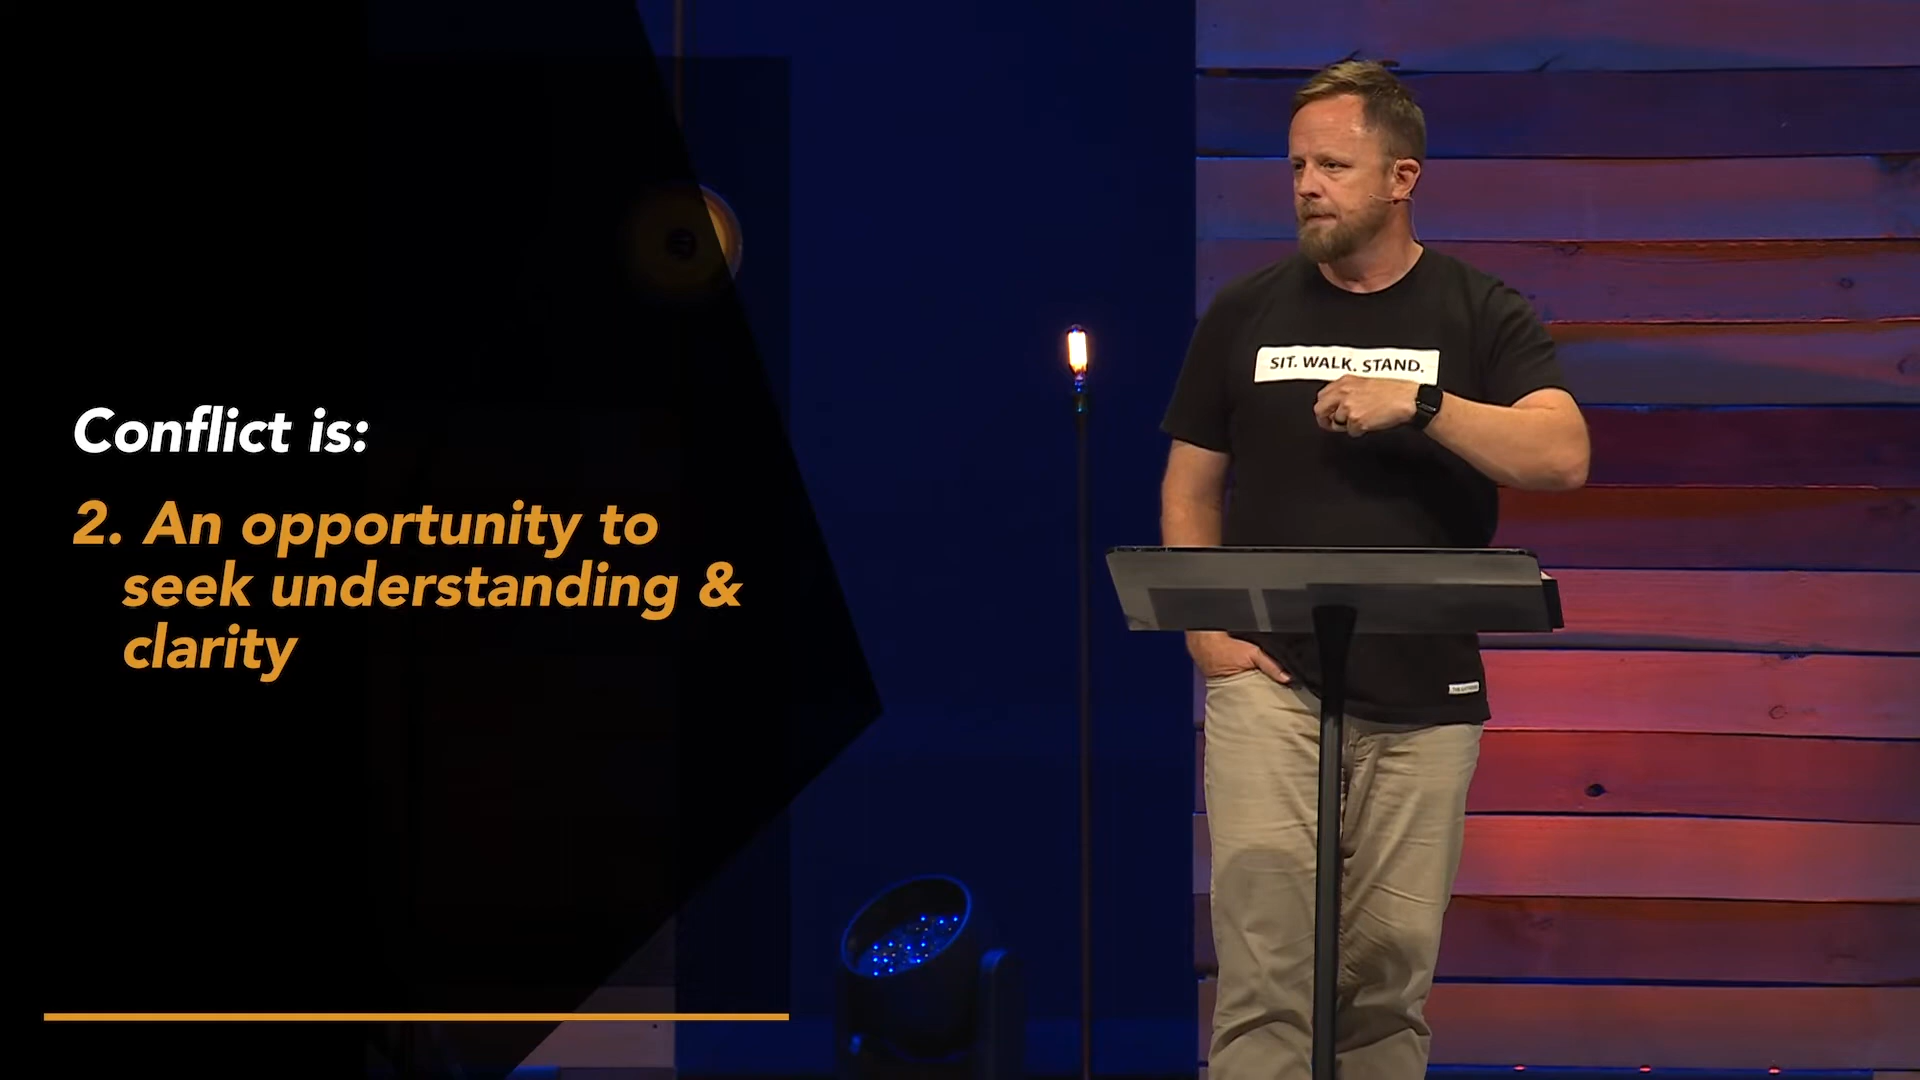 Conflict is:
2. An opportunity to
seek understanding &
clarity
SIT. WALK. STAND.